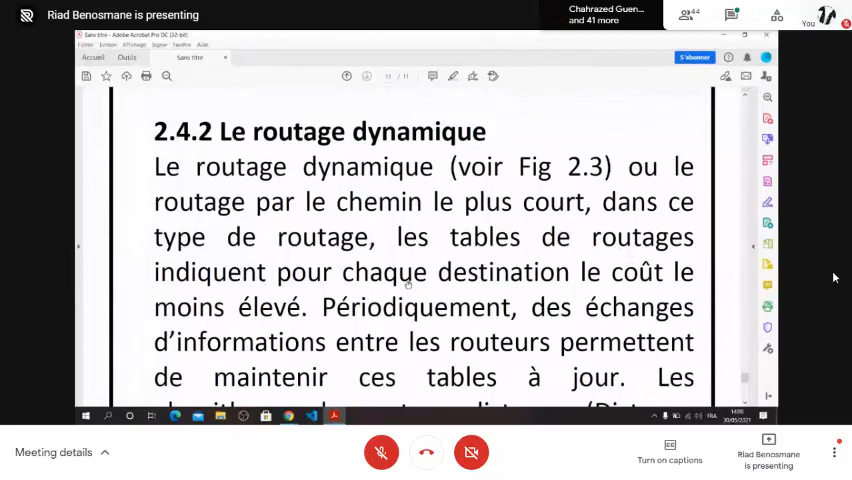 Riad Benosmane is presenting
Chahrazed Guen...
and 41 more
44
You
Sans titre - Adobe Acrobat Pro DC (32-bit)
Fichier Edition Affichage Signer Fenêtre Aide
Accueil Outils Sans titre ×
S'abonner
11 / 11
2.4.2 Le routage dynamique
Le routage dynamique (voir Fig 2.3) ou le
routage par le chemin le plus court, dans ce
type de routage, les tables de routages
indiquent pour chaque destination le coût le
moins élevé. Périodiquement, des échanges
d'informations entre les routeurs permettent
de maintenir ces tables à jour. Les
FRA
14:06
30/05/2021
Meeting details
Turn on captions
Riad Benosmane
is presenting